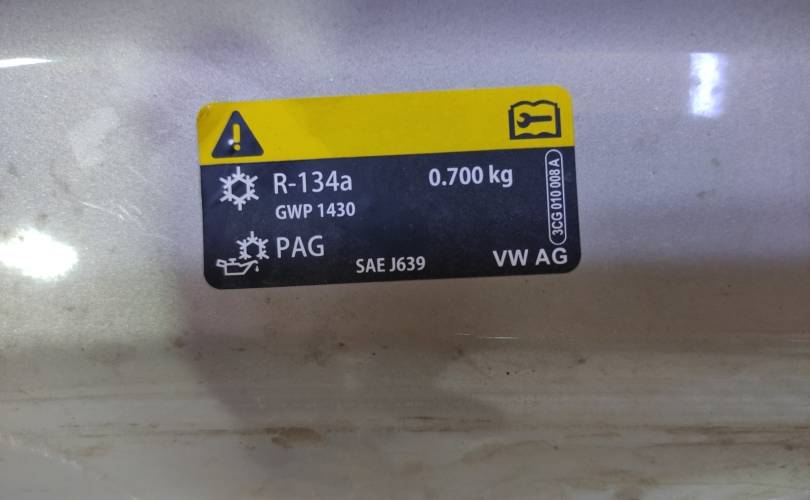 R-134a 0.700 kg
GWP 1430
PAG
SAE J639
VW AG
3CG 010 008 A